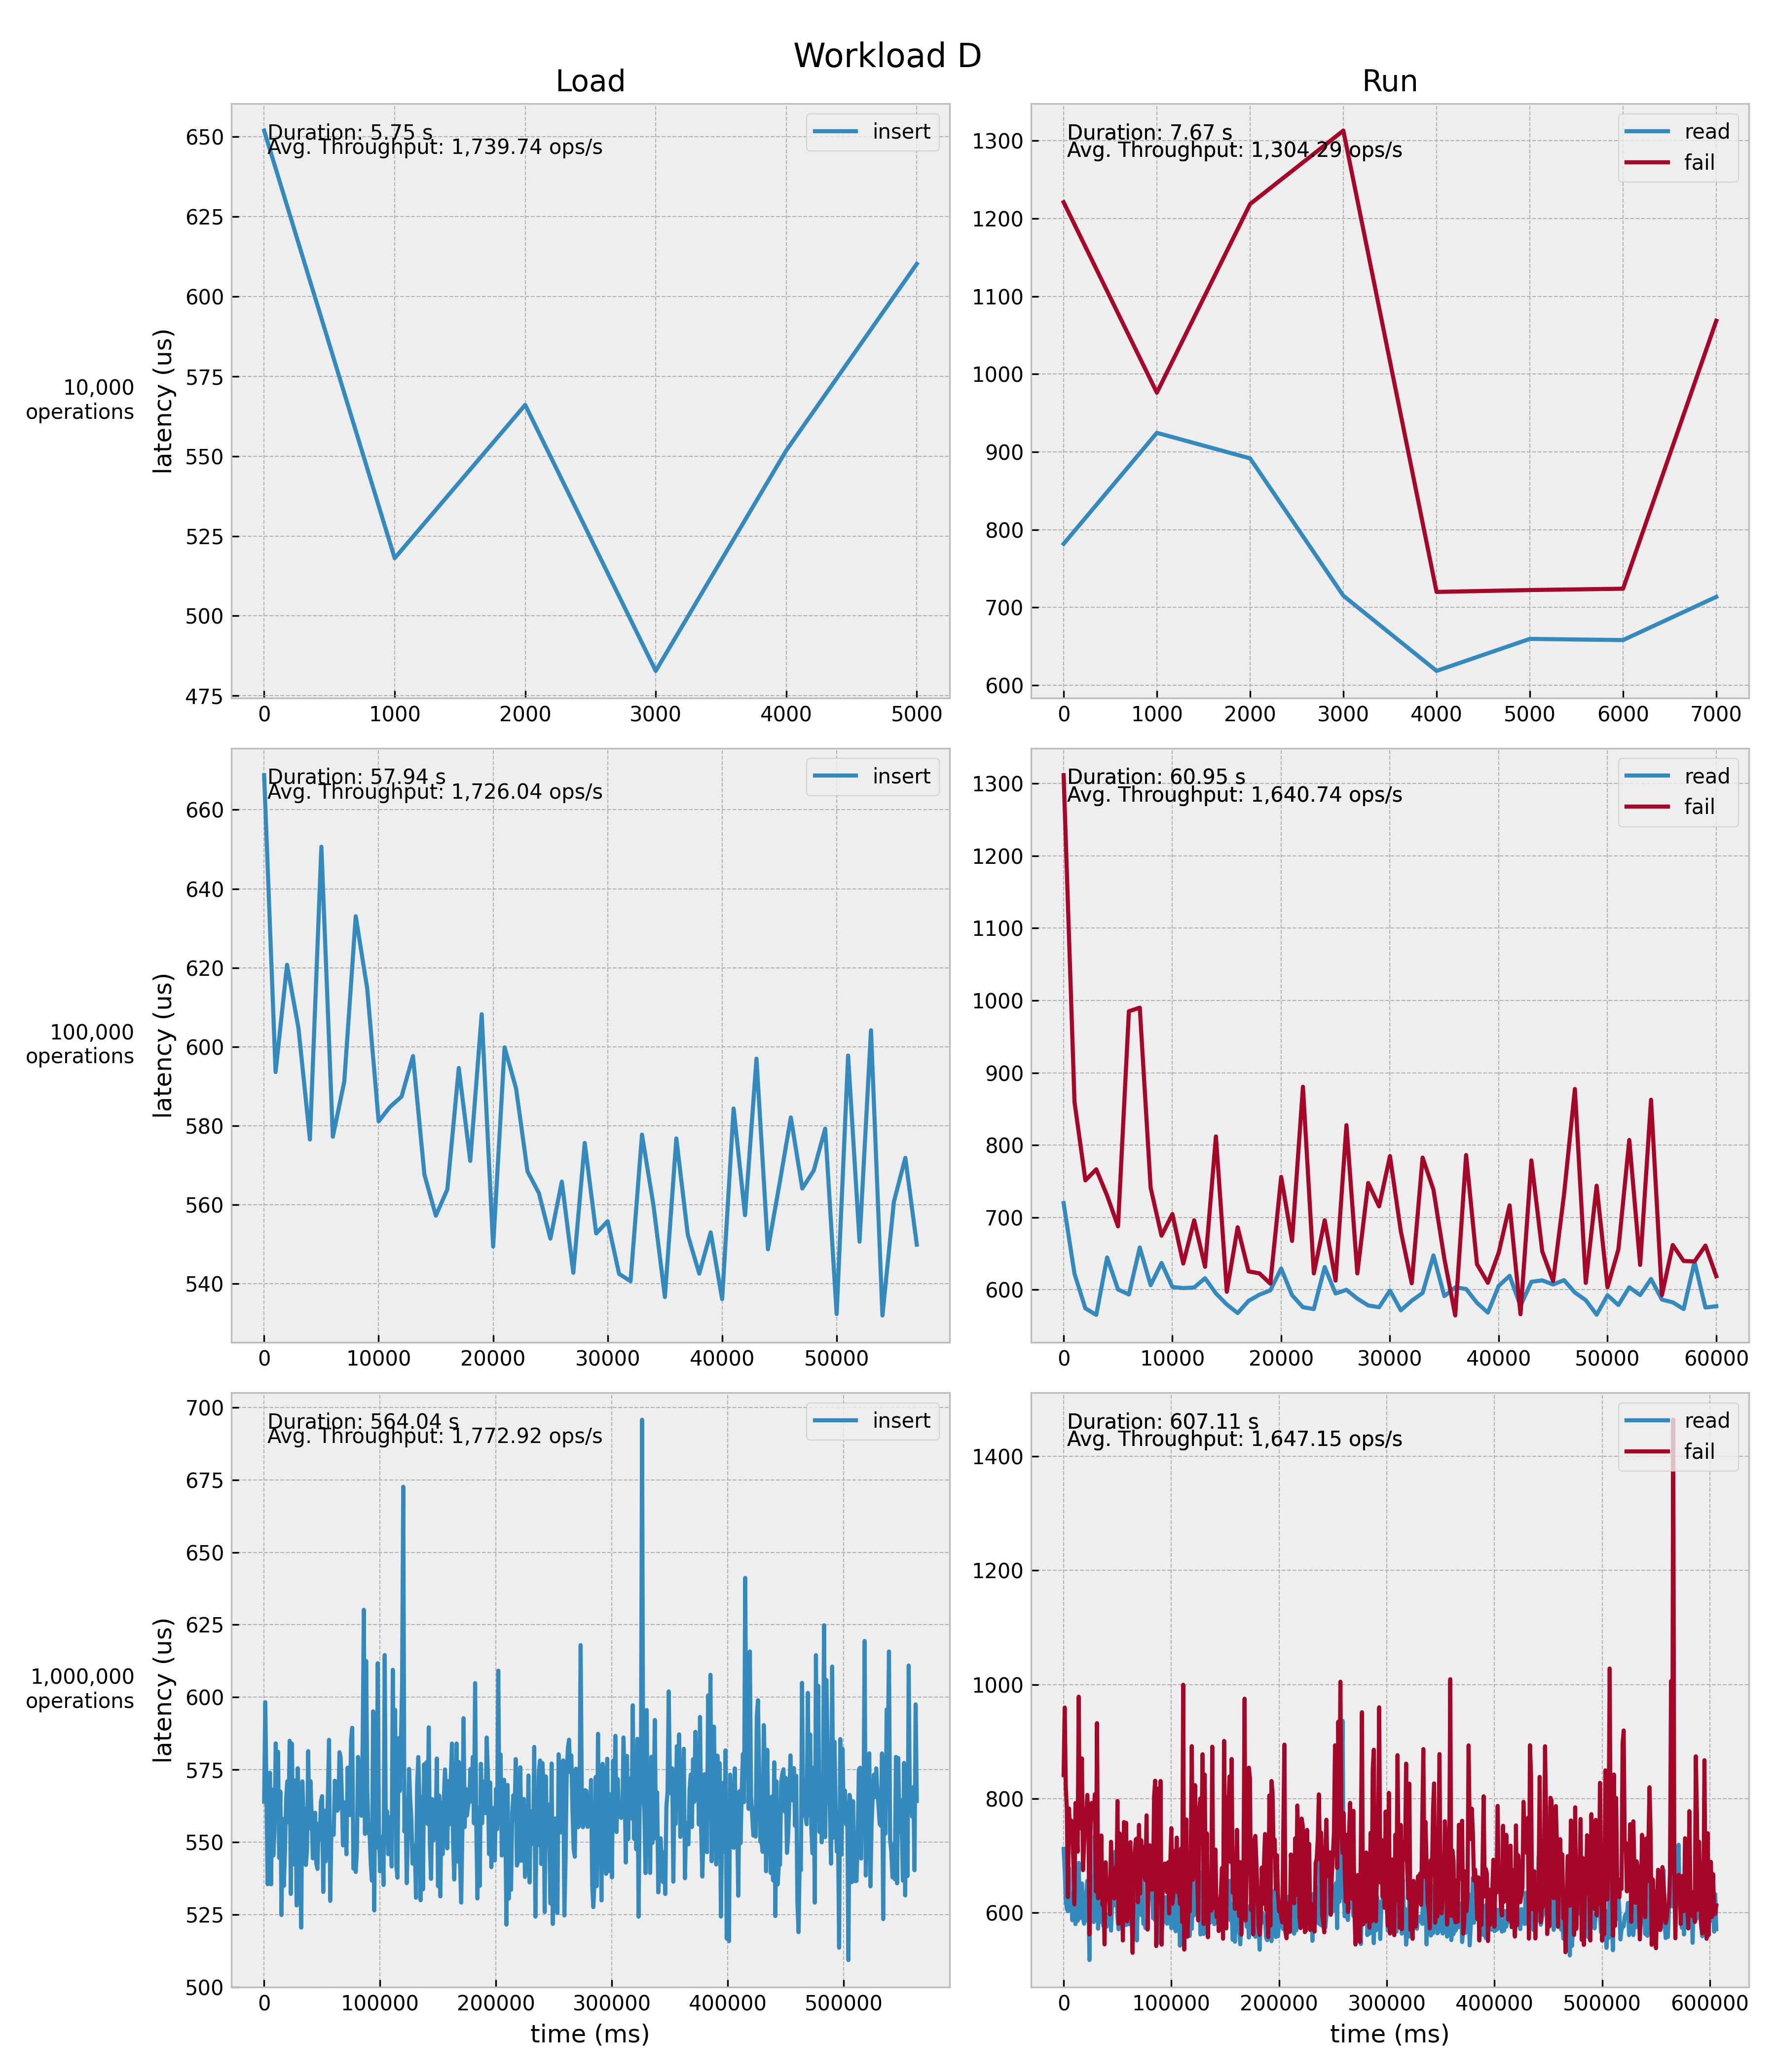 Workload D
Load
Run
Duration: 5.75 s
Avg. Throughput: 1,739.74 ops/s
insert
650
625
600
575
550
525
500
475
0 1000 2000 3000 4000 5000
latency (us)
10,000
operations
Duration: 7.67 s
Avg. Throughput: 1,304.29 ops/s
read
fail
1300
1200
1100
1000
900
800
700
600
0 1000 2000 3000 4000 5000 6000 7000
Duration: 57.94 s
Avg. Throughput: 1,726.04 ops/s
insert
660
640
620
600
580
560
540
0 10000 20000 30000 40000 50000
latency (us)
100,000
operations
Duration: 60.95 s
Avg. Throughput: 1,640.74 ops/s
read
fail
1300
1200
1100
1000
900
800
700
600
0 10000 20000 30000 40000 50000 60000
Duration: 564.04 s
Avg. Throughput: 1,772.92 ops/s
insert
700
675
650
625
600
575
550
525
500
0 100000 200000 300000 400000 500000
time (ms)
latency (us)
1,000,000
operations
Duration: 607.11 s
Avg. Throughput: 1,647.15 ops/s
read
fail
1400
1200
1000
800
600
0 100000 200000 300000 400000 500000 600000
time (ms)